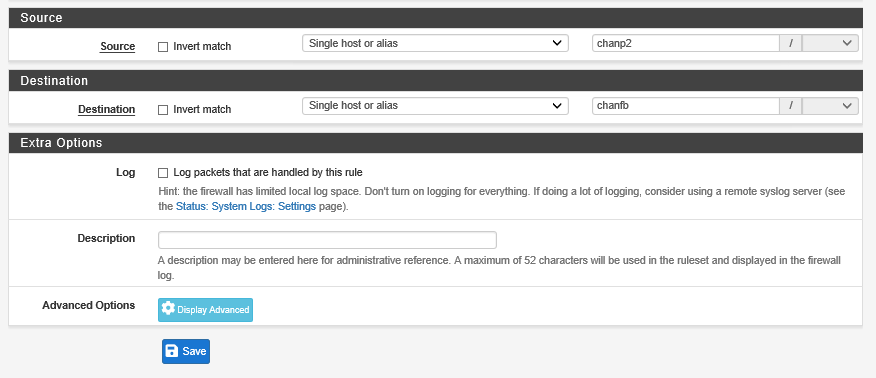 Source
Source Invert match Single host or alias chanp2 /
Destination
Destination Invert match Single host or alias chanfb /
Extra Options
Log Log packets that are handled by this rule
Hint: the firewall has limited local log space. Don't turn on logging for everything. If doing a lot of logging, consider using a remote syslog server (see
the Status: System Logs: Settings page).
Description
A description may be entered here for administrative reference. A maximum of 52 characters will be used in the ruleset and displayed in the firewall
log.
Advanced Options Display Advanced
Save